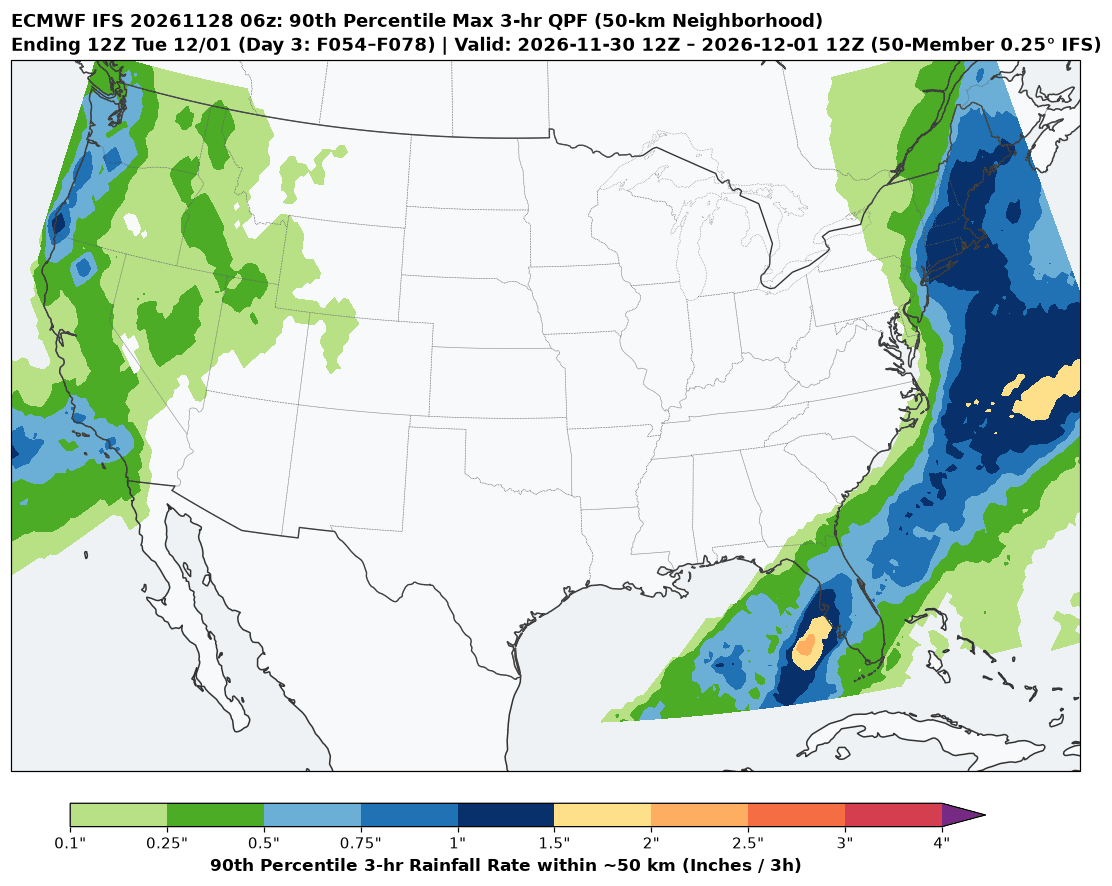 ECMWF IFS 20261128 06z: 90th Percentile Max 3-hr QPF (50-km Neighborhood)
Ending 12Z Tue 12/01 (Day 3: F054–F078) | Valid: 2026-11-30 12Z – 2026-12-01 12Z (50-Member 0.25° IFS)
0.1" 0.25" 0.5" 0.75" 1" 1.5" 2" 2.5" 3" 4"
90th Percentile 3-hr Rainfall Rate within ~50 km (Inches / 3h)